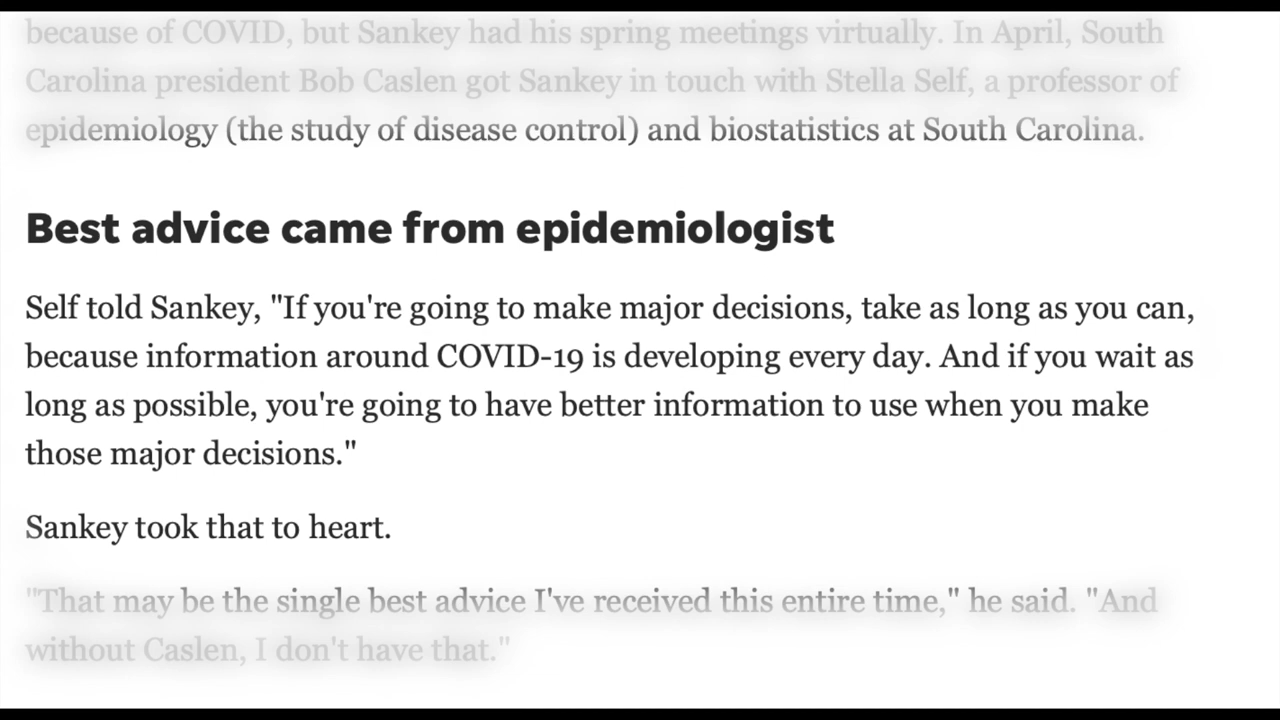 because of COVID, but Sankey had his spring meetings virtually. In April, South
Carolina president Bob Caslen got Sankey in touch with Stella Self, a professor of
epidemiology (the study of disease control) and biostatistics at South Carolina.
Best advice came from epidemiologist
Self told Sankey, "If you're going to make major decisions, take as long as you can,
because information around COVID-19 is developing every day. And if you wait as
long as possible, you're going to have better information to use when you make
those major decisions."
Sankey took that to heart.
"That may be the single best advice I've received this entire time," he said. "And
without Caslen, I don't have that."